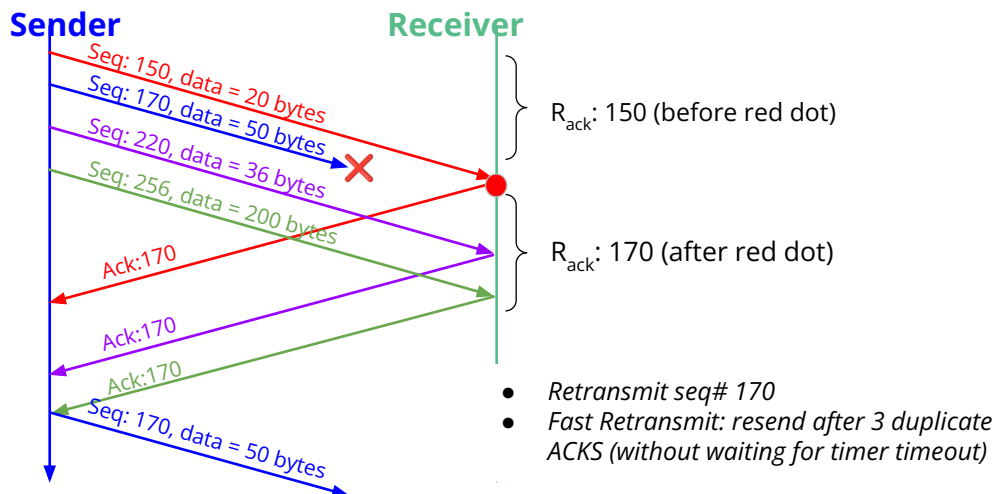 Sender
Receiver
Seq: 150, data = 20 bytes
Seq: 170, data = 50 bytes
Seq: 220, data = 36 bytes
Seq: 256, data = 200 bytes
R_ack: 150 (before red dot)
R_ack: 170 (after red dot)
Ack:170
Ack:170
Ack:170
Seq: 170, data = 50 bytes
● Retransmit seq# 170
● Fast Retransmit: resend after 3 duplicate
ACKS (without waiting for timer timeout)